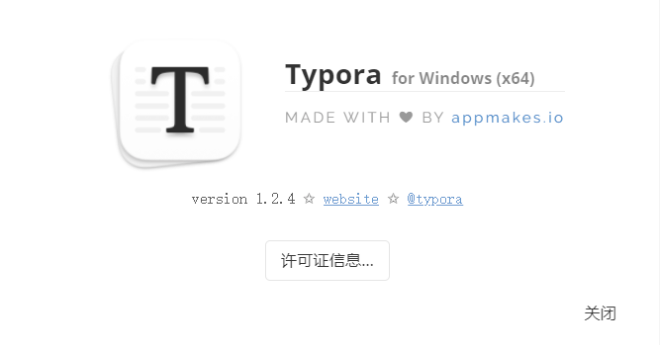 T
Typora for Windows (x64)
MADE WITH ♥ BY appmakes.io
version 1.2.4 ☆ website ☆ @typora
许可证信息...
关闭